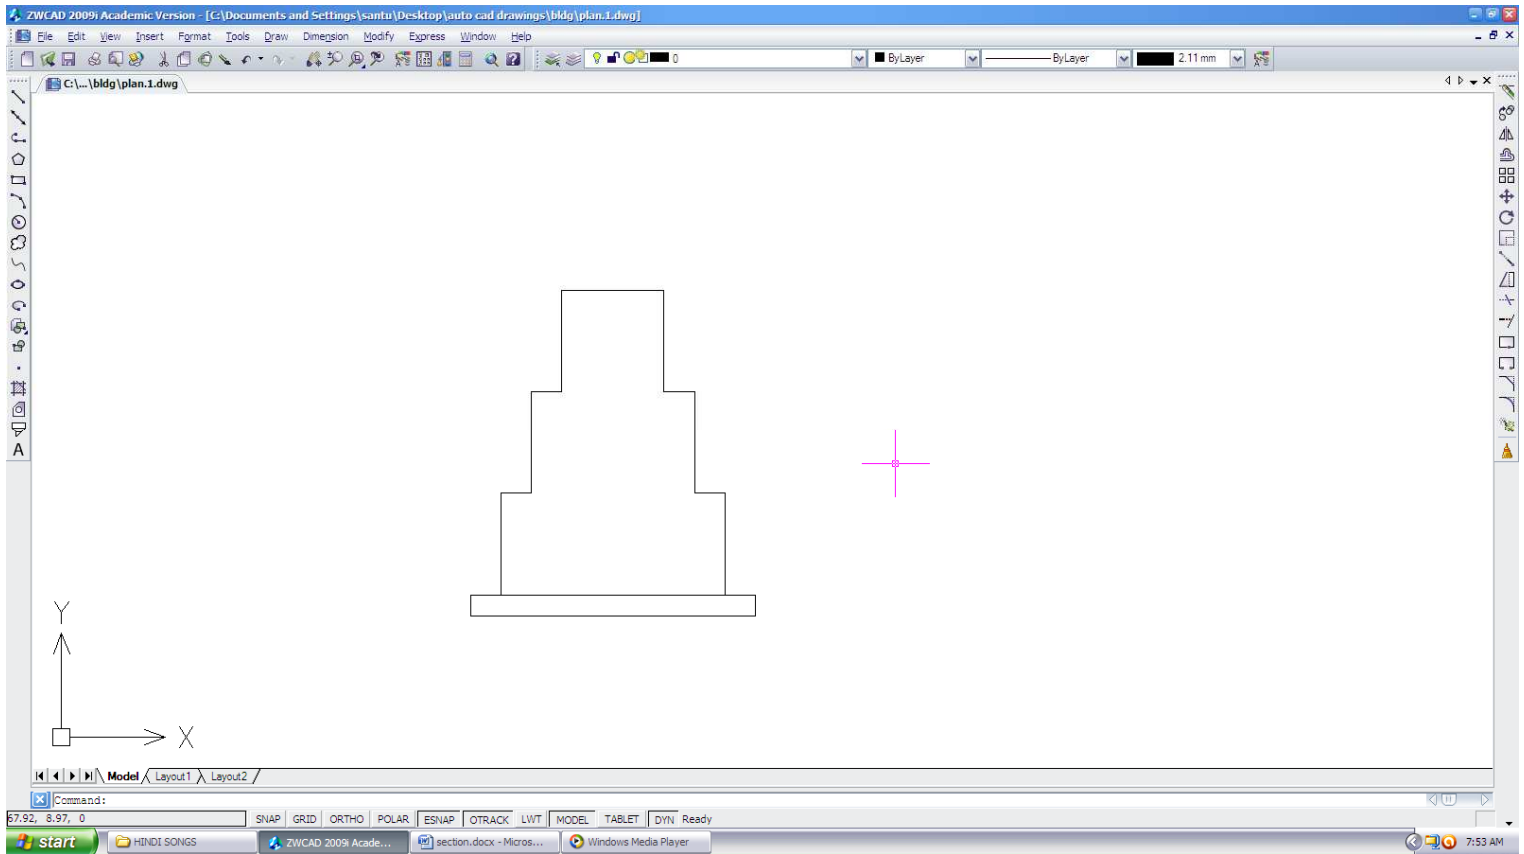 ZWCAD 2009i Academic Version - [C:\Documents and Settings\santu\Desktop\auto cad drawings\bldg\plan.1.dwg]
File Edit View Insert Format Tools Draw Dimension Modify Express Window Help
0 ByLayer ByLayer 2.11 mm
C:\...\bldg\plan.1.dwg
A
Y
X
Model Layout1 Layout2
Command:
67.92, 8.97, 0 SNAP GRID ORTHO POLAR ESNAP OTRACK LWT MODEL TABLET DYN Ready
start HINDI SONGS ZWCAD 2009i Acade... section.docx - Micros... Windows Media Player 7:53 AM